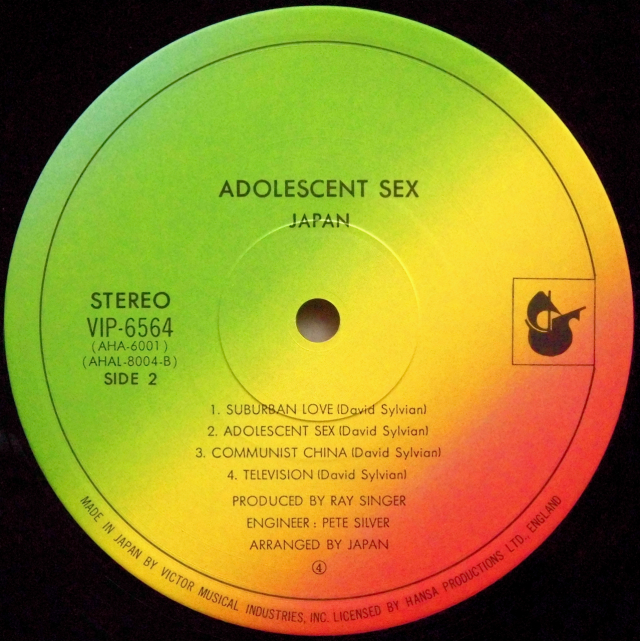 ADOLESCENT SEX
JAPAN
STEREO
VIP-6564
(AHA-6001)
(AHAL-8004-B)
SIDE 2
1. SUBURBAN LOVE (David Sylvian)
2. ADOLESCENT SEX (David Sylvian)
3. COMMUNIST CHINA (David Sylvian)
4. TELEVISION (David Sylvian)
PRODUCED BY RAY SINGER
ENGINEER : PETE SILVER
ARRANGED BY JAPAN
④
MADE IN JAPAN BY VICTOR MUSICAL INDUSTRIES, INC. LICENSED BY HANSA PRODUCTIONS LTD., ENGLAND